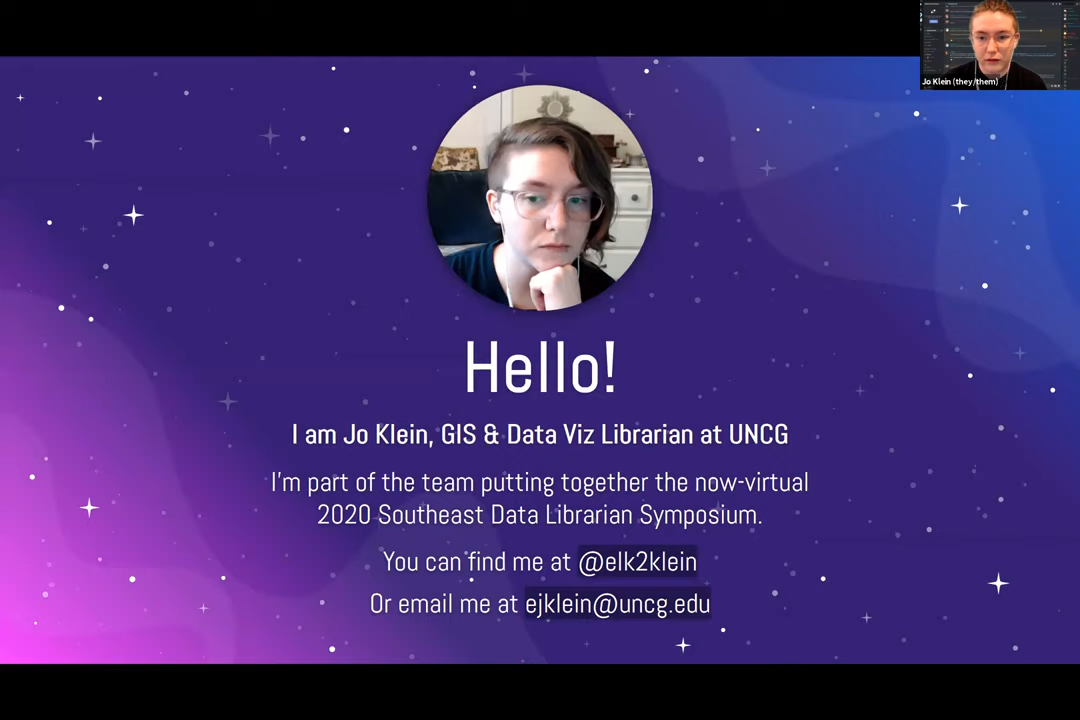 Jo Klein (they/them)
Hello!
I am Jo Klein, GIS & Data Viz Librarian at UNCG
I'm part of the team putting together the now-virtual
2020 Southeast Data Librarian Symposium.
You can find me at @elk2klein
Or email me at ejklein@uncg.edu